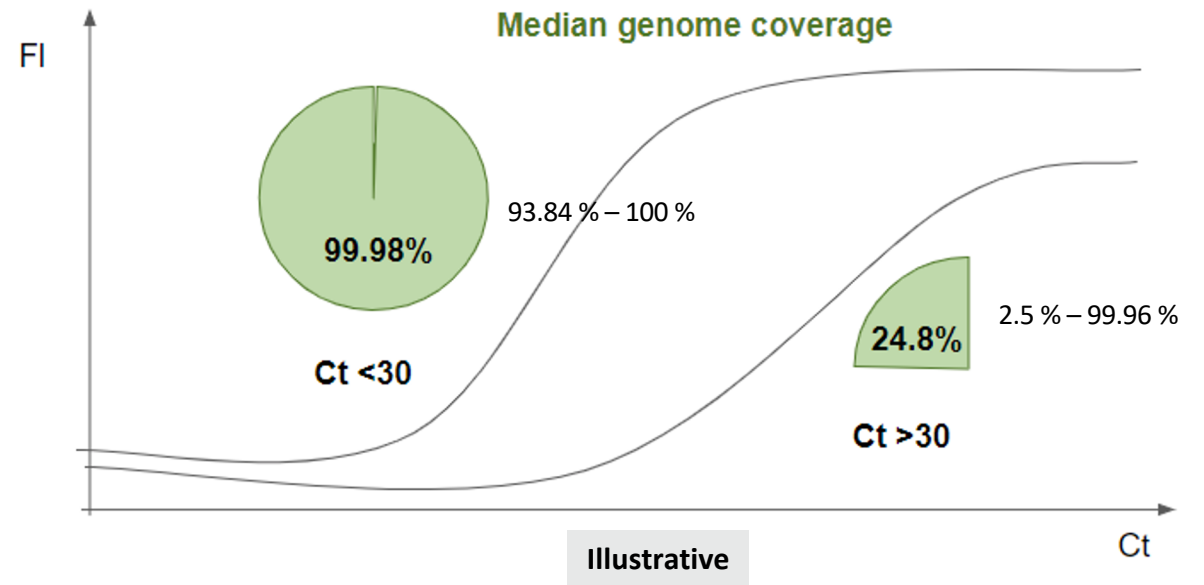 Median genome coverage
Fl
99.98%
93.84 % – 100 %
Ct <30
24.8%
2.5 % – 99.96 %
Ct >30
Ct
Illustrative